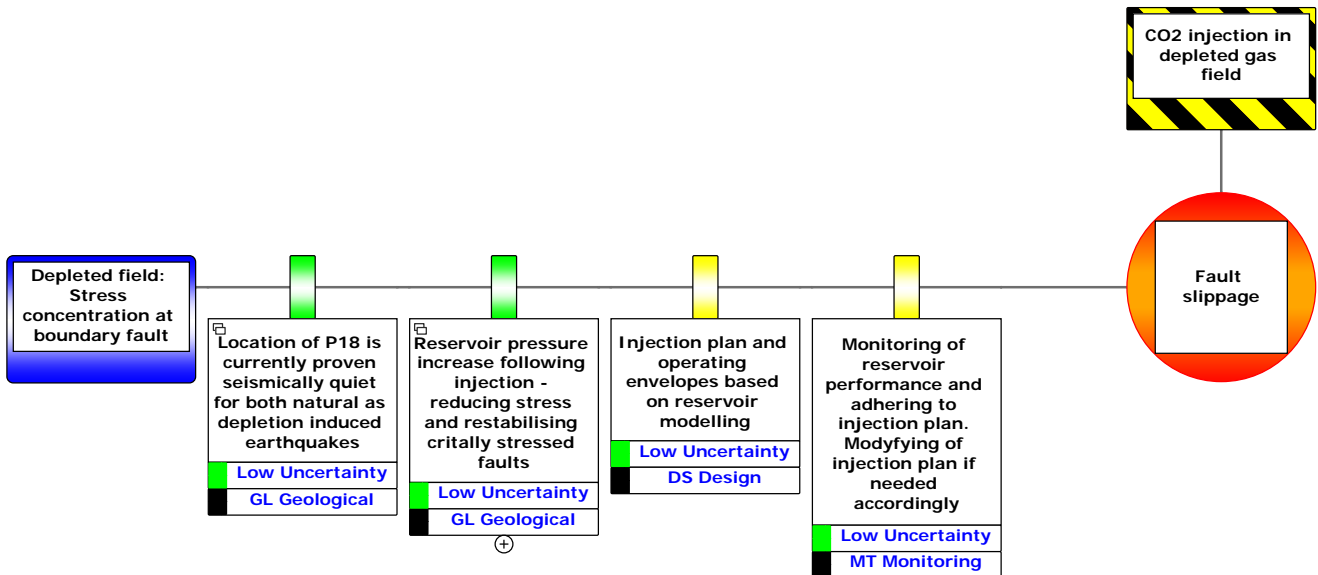 CO2 injection in
depleted gas
field
Fault
slippage
Depleted field:
Stress
concentration at
boundary fault
Location of P18 is
currently proven
seismically quiet
for both natural as
depletion induced
earthquakes
Low Uncertainty
GL Geological
Reservoir pressure
increase following
injection -
reducing stress
and restabilising
critally stressed
faults
Low Uncertainty
GL Geological
Injection plan and
operating
envelopes based
on reservoir
modelling
Low Uncertainty
DS Design
Monitoring of
reservoir
performance and
adhering to
injection plan.
Modyfying of
injection plan if
needed
accordingly
Low Uncertainty
MT Monitoring